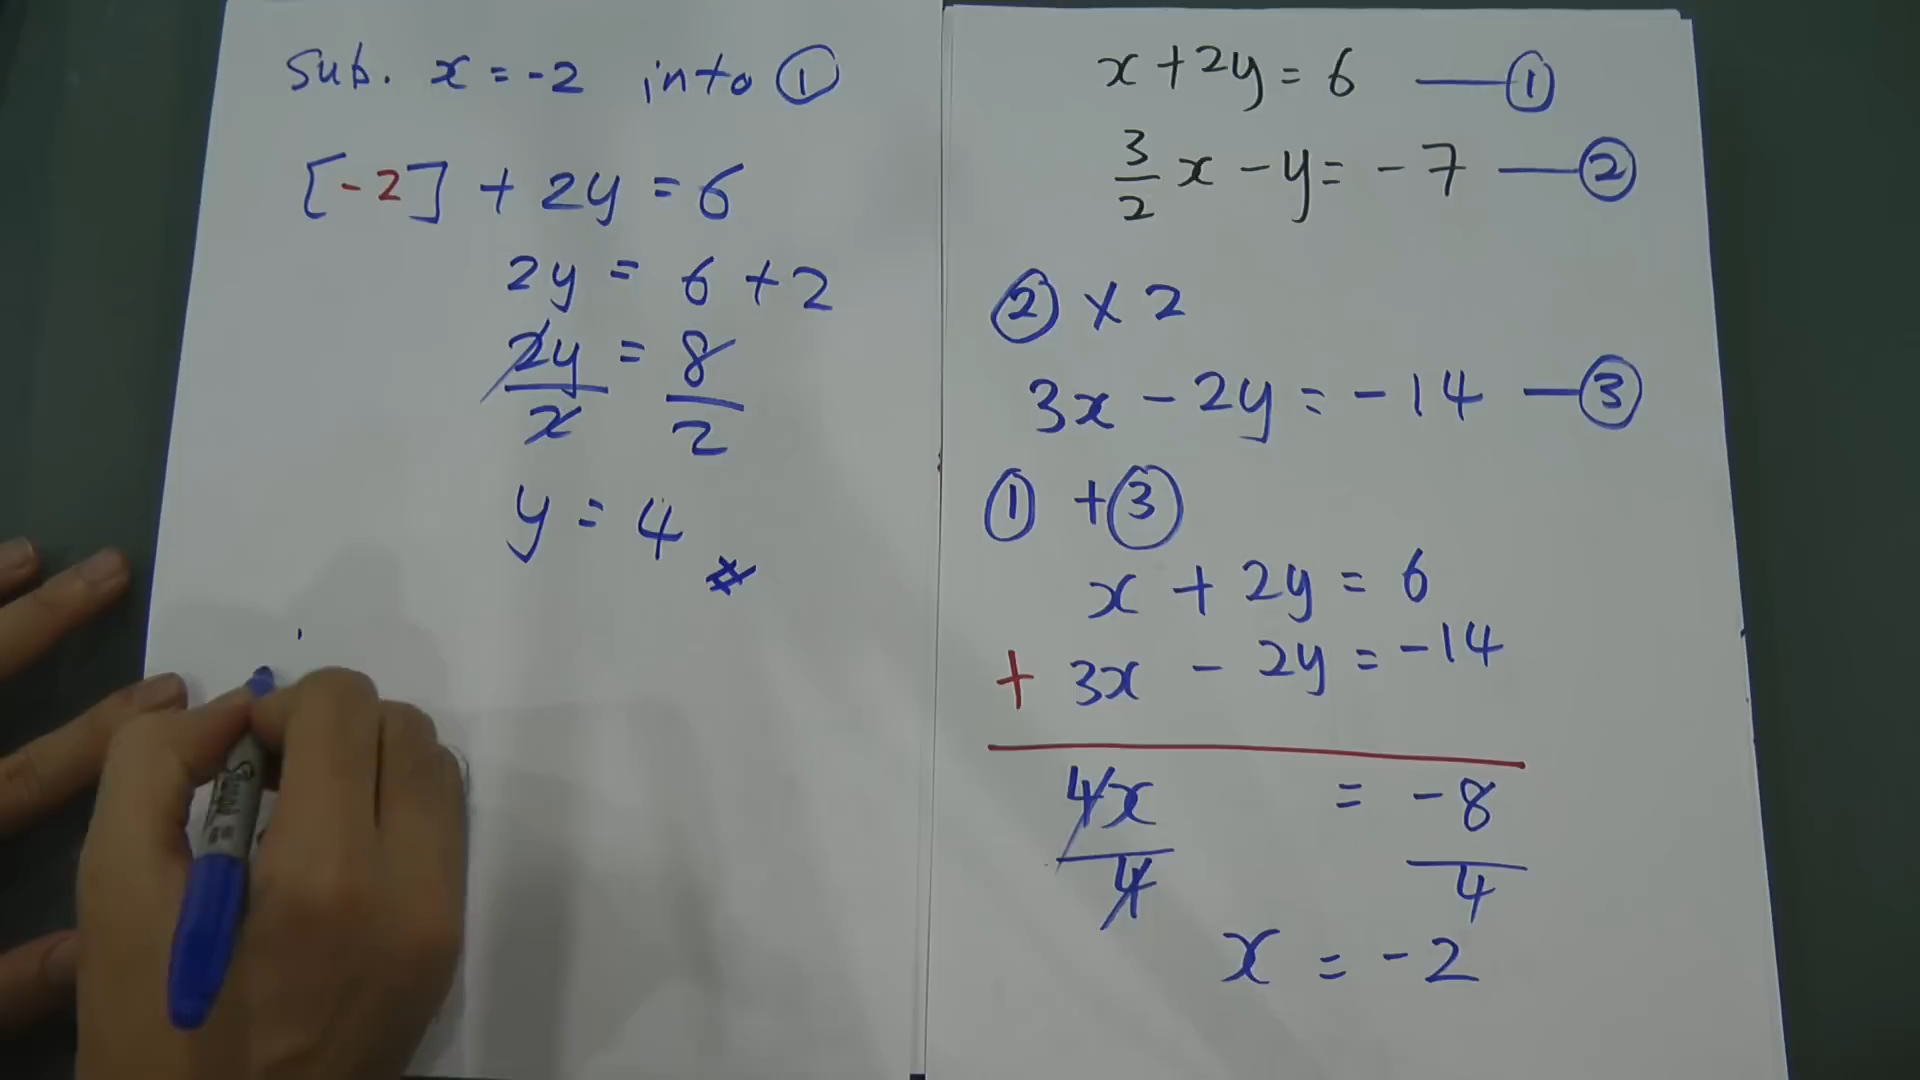 Sub. x = -2 into ①
[-2] + 2y = 6
2y = 6 + 2
2y/2 = 8/2
y = 4 #
x + 2y = 6 — ①
3/2 x - y = -7 — ②
② × 2
3x - 2y = -14 — ③
① + ③
x + 2y = 6
+ 3x - 2y = -14
4x/4 = -8/4
x = -2